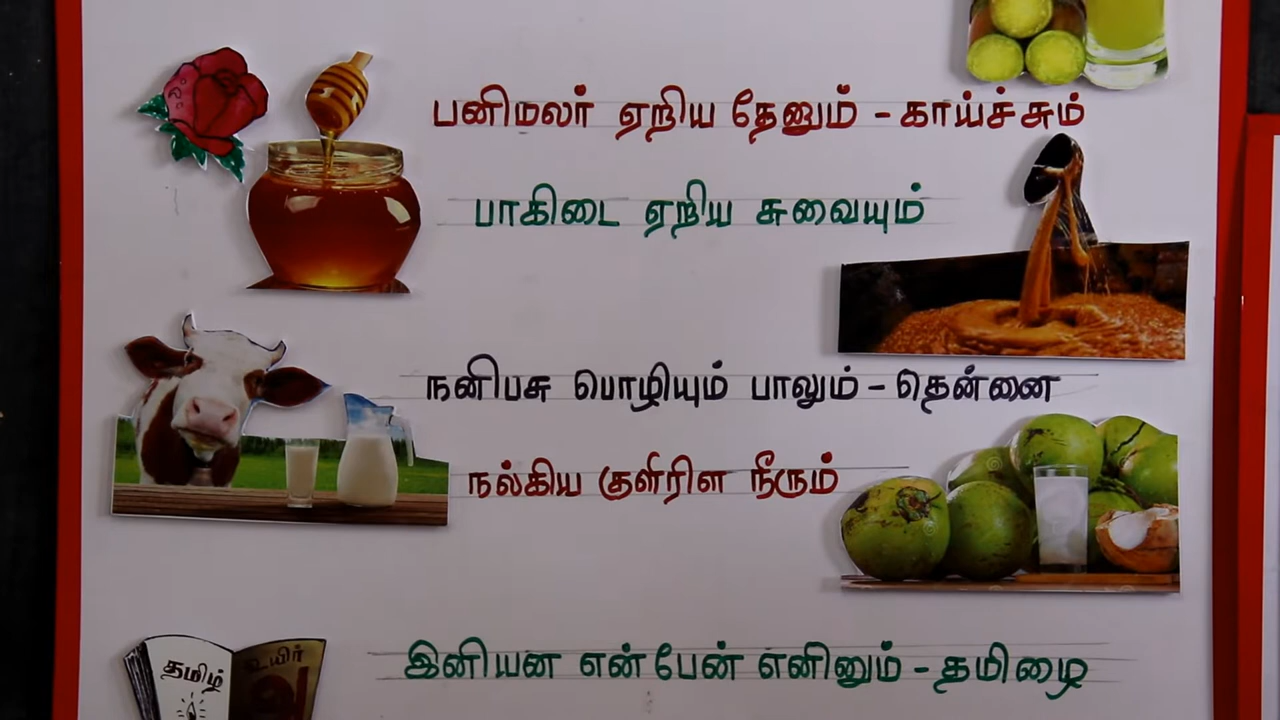 பனிமலர் ஏறிய தேனும் - காய்ச்சும்
பாகிடை ஏறிய சுவையும்
நனிபசு பொழியும் பாலும் - தென்னை
நல்கிய குளிரிள நீரும்
இனியன என்பேன் எனினும் - தமிழை
தமிழ்
உயிர்